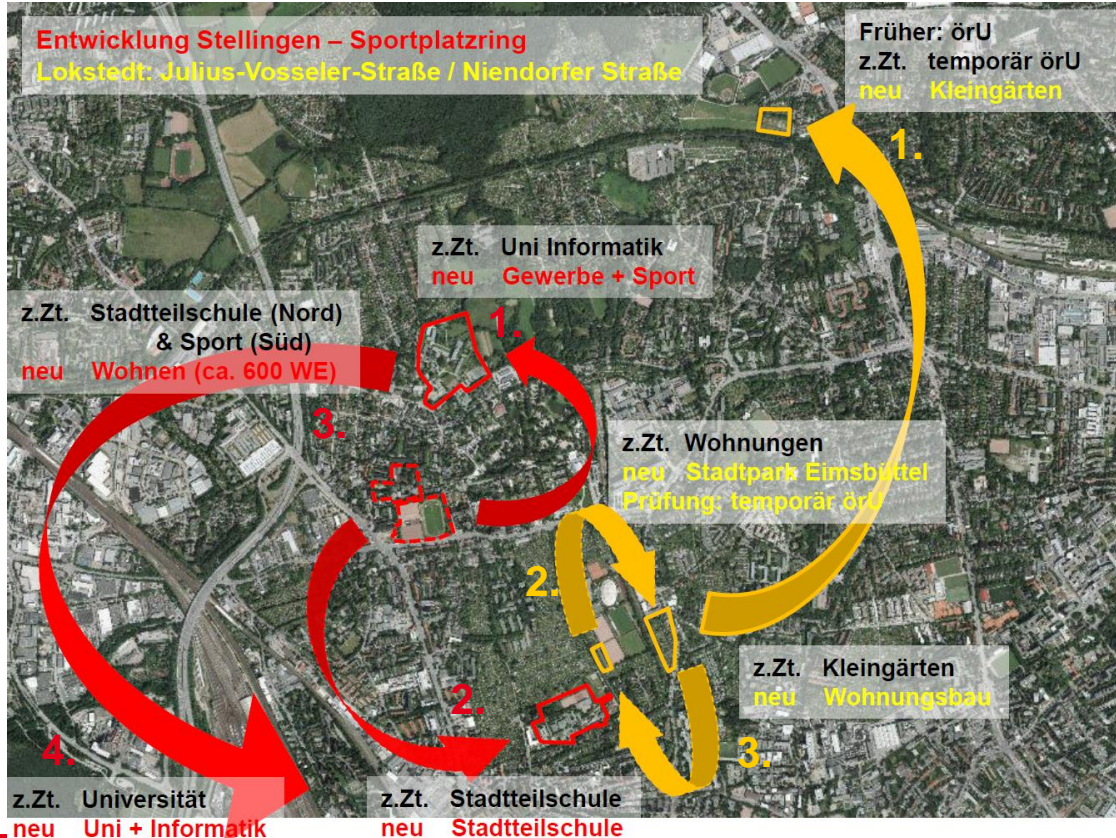 Entwicklung Stellingen – Sportplatzring
Lokstedt: Julius-Vosseler-Straße / Niendorfer Straße
Früher: örU
z.Zt. temporär örU
neu Kleingärten
1.
z.Zt. Uni Informatik
neu Gewerbe + Sport
1.
z.Zt. Stadtteilschule (Nord)
& Sport (Süd)
neu Wohnen (ca. 600 WE)
3.
z.Zt. Wohnungen
neu Stadtpark Eimsbüttel
Prüfung: temporär örU
2.
z.Zt. Kleingärten
neu Wohnungsbau
2.
3.
4.
z.Zt. Universität
neu Uni + Informatik
z.Zt. Stadtteilschule
neu Stadtteilschule